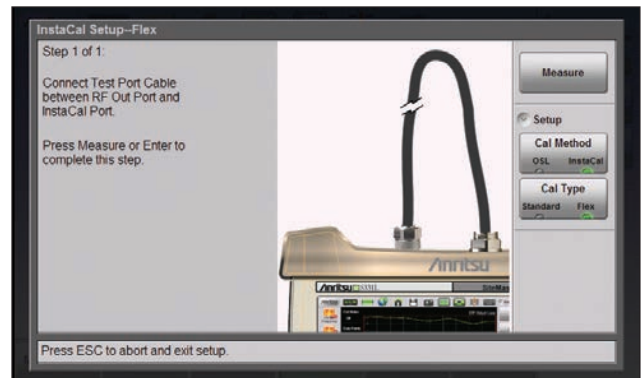 InstaCal Setup--Flex
Step 1 of 1:
Connect Test Port Cable
between RF Out Port and
InstaCal Port.
Press Measure or Enter to
complete this step.
Measure
Setup
Cal Method
OSL InstaCal
Cal Type
Standard Flex
Anritsu
Anritsu
SiteMap
Press ESC to abort and exit setup.